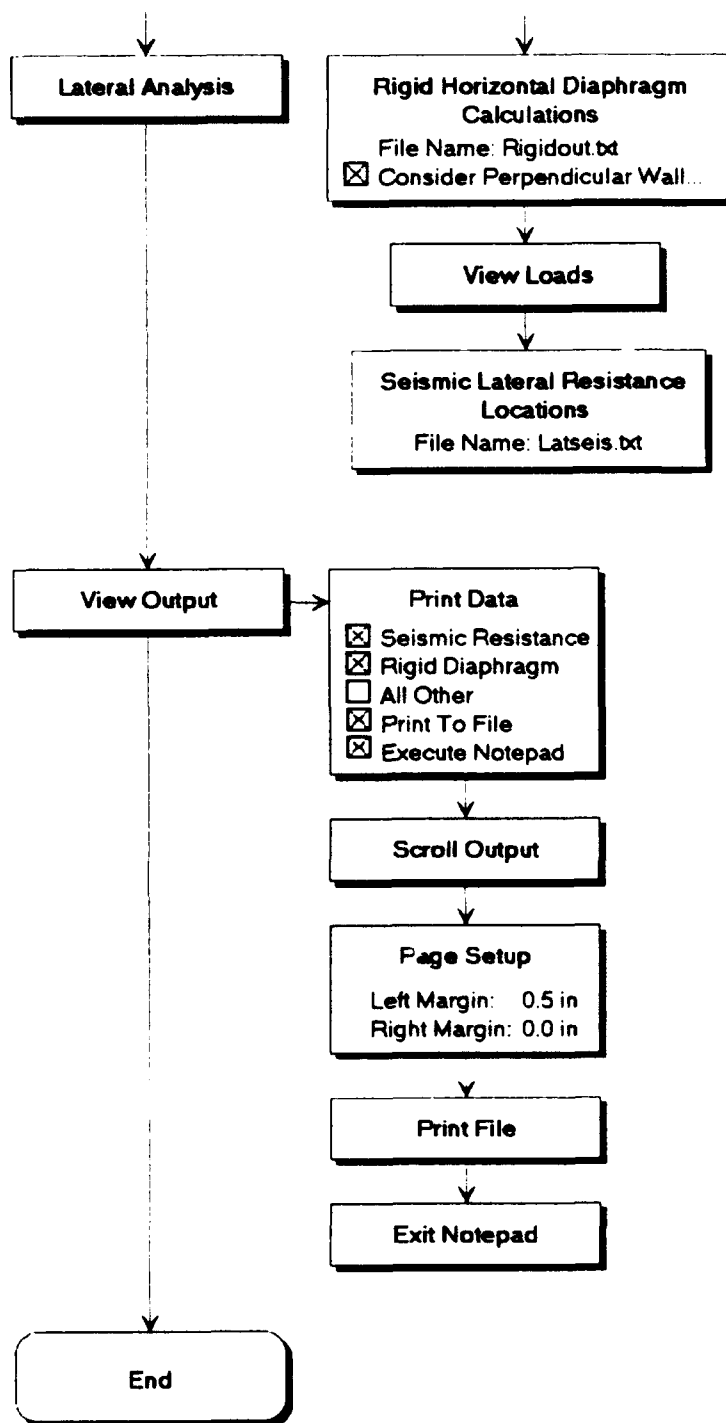 Lateral Analysis
Rigid Horizontal Diaphragm
Calculations
File Name: Rigidout.txt
Consider Perpendicular Wall...
View Loads
Seismic Lateral Resistance
Locations
File Name: Latseis.txt
View Output
Print Data
Seismic Resistance
Rigid Diaphragm
All Other
Print To File
Execute Notepad
Scroll Output
Page Setup
Left Margin: 0.5 in
Right Margin: 0.0 in
Print File
Exit Notepad
End